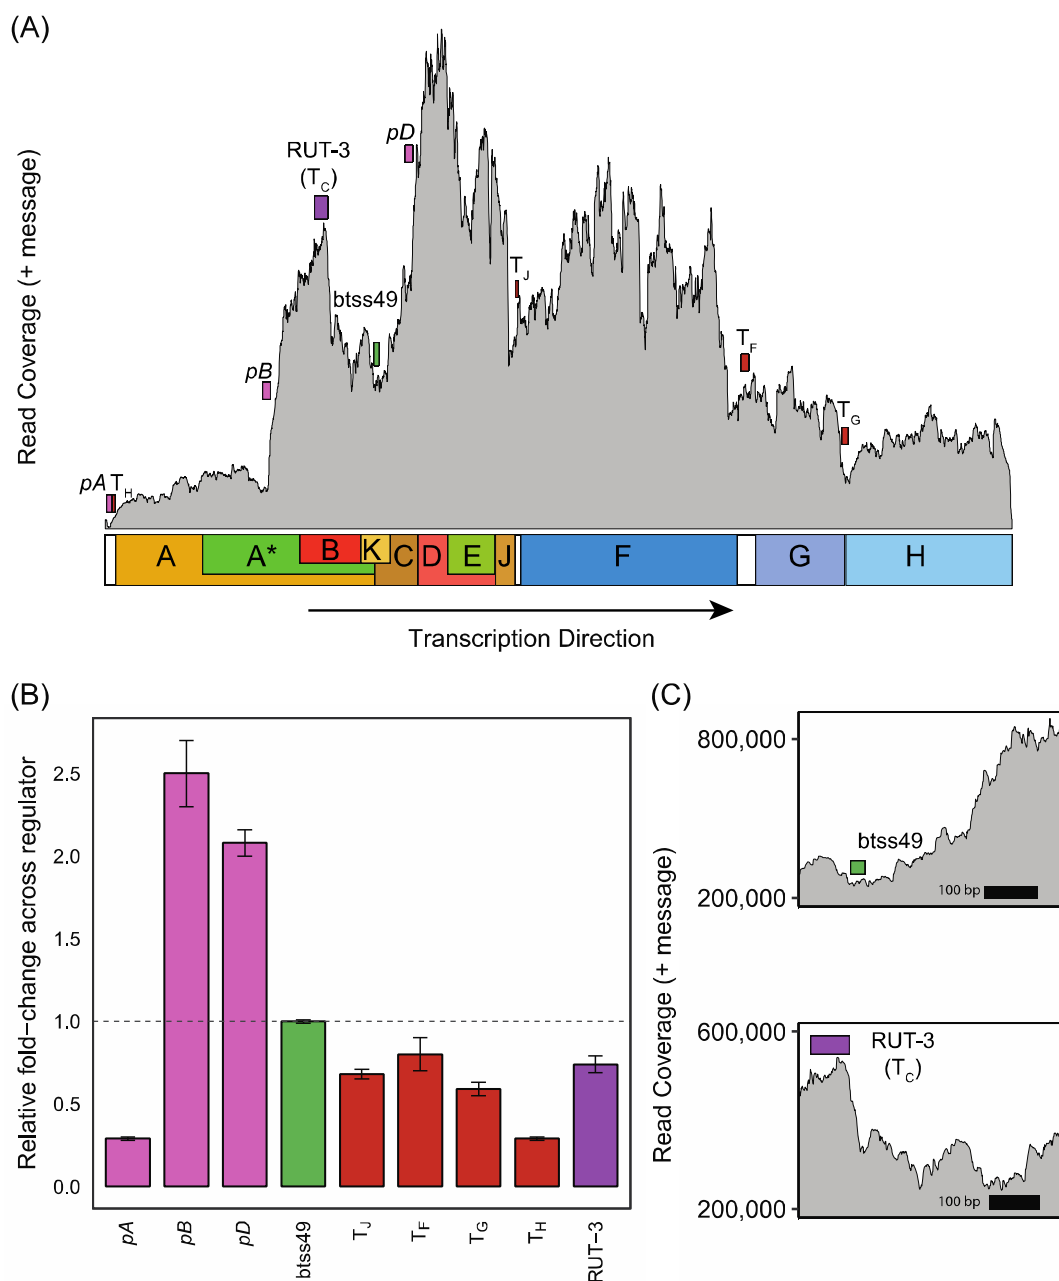 (A)
Read Coverage (+ message)
pA
T_H
pB
RUT-3
(T_C)
btss49
pD
T_J
T_F
T_G
A
A*
B
K
C
D
E
J
F
G
H
Transcription Direction
(B)
Relative fold−change across regulator
2.5
2.0
1.5
1.0
0.5
0.0
pA
pB
pD
btss49
T_J
T_F
T_G
T_H
RUT−3
(C)
Read Coverage (+ message)
800,000
btss49
100 bp
200,000
600,000
RUT-3
(T_C)
100 bp
200,000